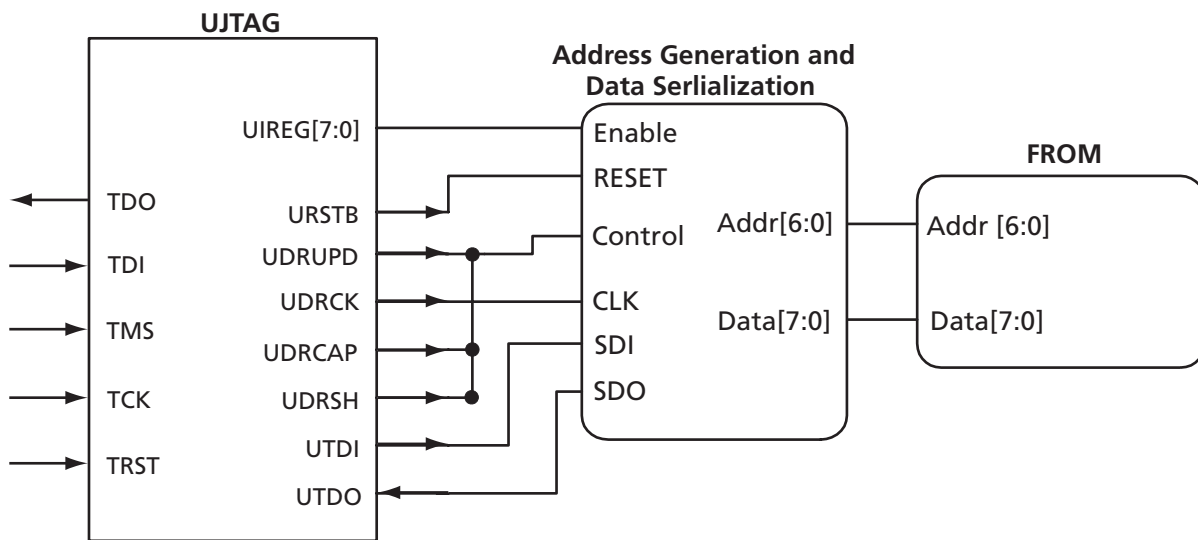 UJTAG
Address Generation and
Data Serlialization
FROM
UIREG[7:0]
URSTB
UDRUPD
UDRCK
UDRCAP
UDRSH
UTDI
UTDO
TDO
TDI
TMS
TCK
TRST
Enable
RESET
Control
CLK
SDI
SDO
Addr[6:0]
Data[7:0]
Addr [6:0]
Data[7:0]